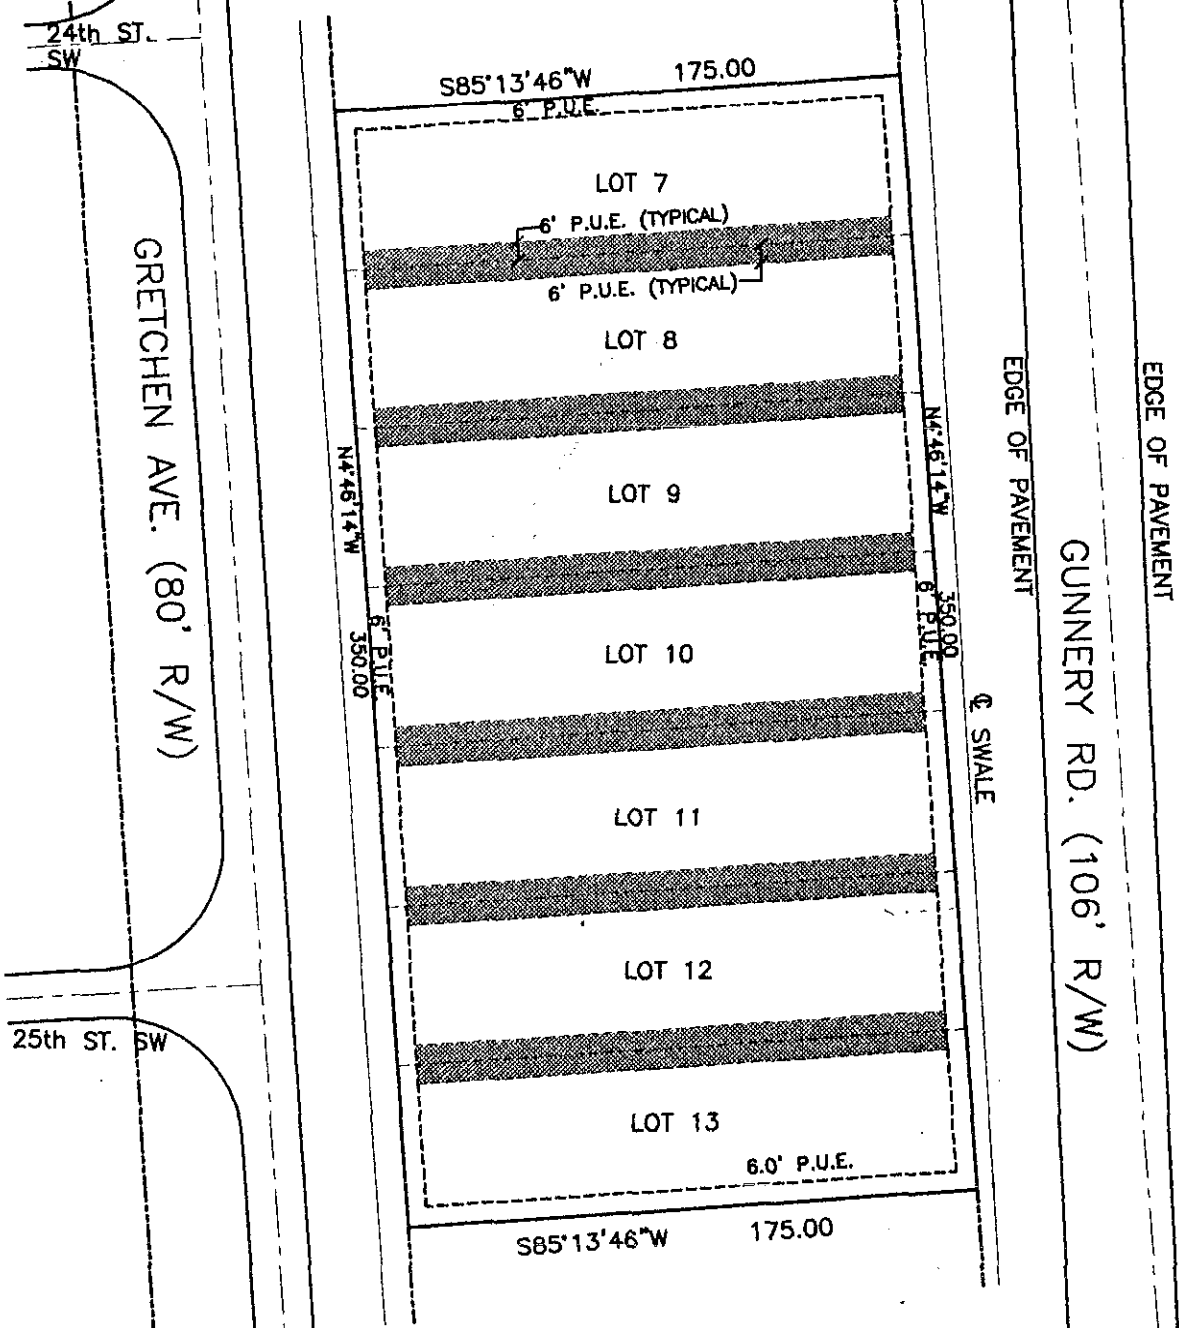 24th ST.
SW
S85°13'46"W 175.00
6' P.U.E.
LOT 7
6' P.U.E. (TYPICAL)
6' P.U.E. (TYPICAL)
LOT 8
GRETCHEN AVE. (80' R/W)
N4°46'14"W
350.00
6' P.U.E
LOT 9
LOT 10
LOT 11
LOT 12
LOT 13
N4°46'14"W
350.00
6' P.U.E
EDGE OF PAVEMENT
EDGE OF PAVEMENT
GUNNERY RD. (106' R/W)
℄ SWALE
25th ST. SW
6.0' P.U.E.
S85°13'46"W 175.00